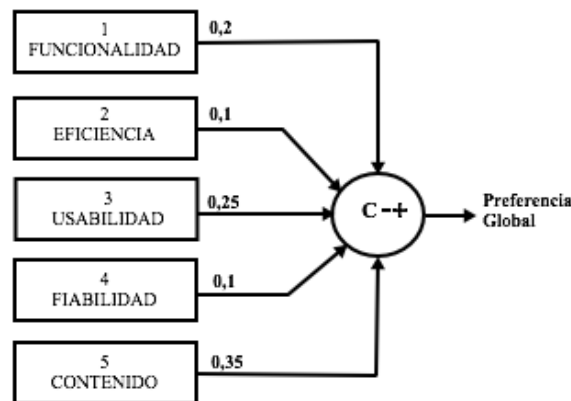 1
FUNCIONALIDAD
0,2
2
EFICIENCIA
0,1
3
USABILIDAD
0,25
4
FIABILIDAD
0,1
5
CONTENIDO
0,35
C-+
Preferencia
Global